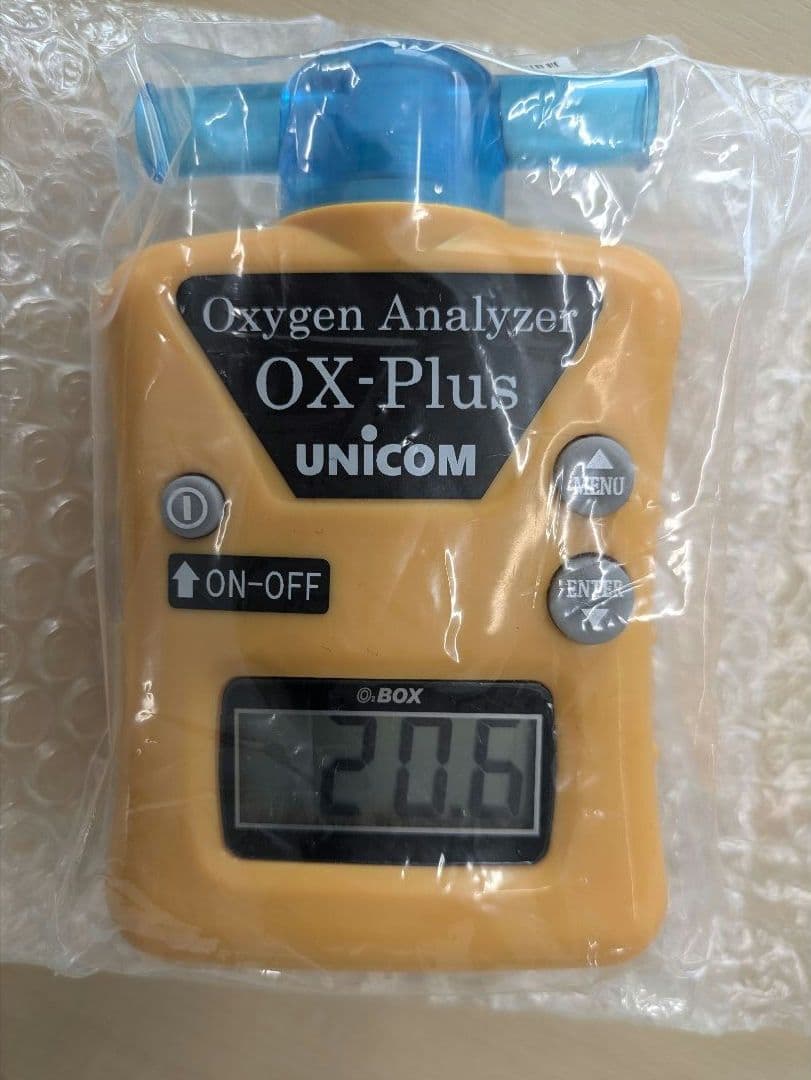 Oxygen Analyzer
OX-Plus
UNiCOM
MENU
ENTER
ON-OFF
O₂BOX
20.6